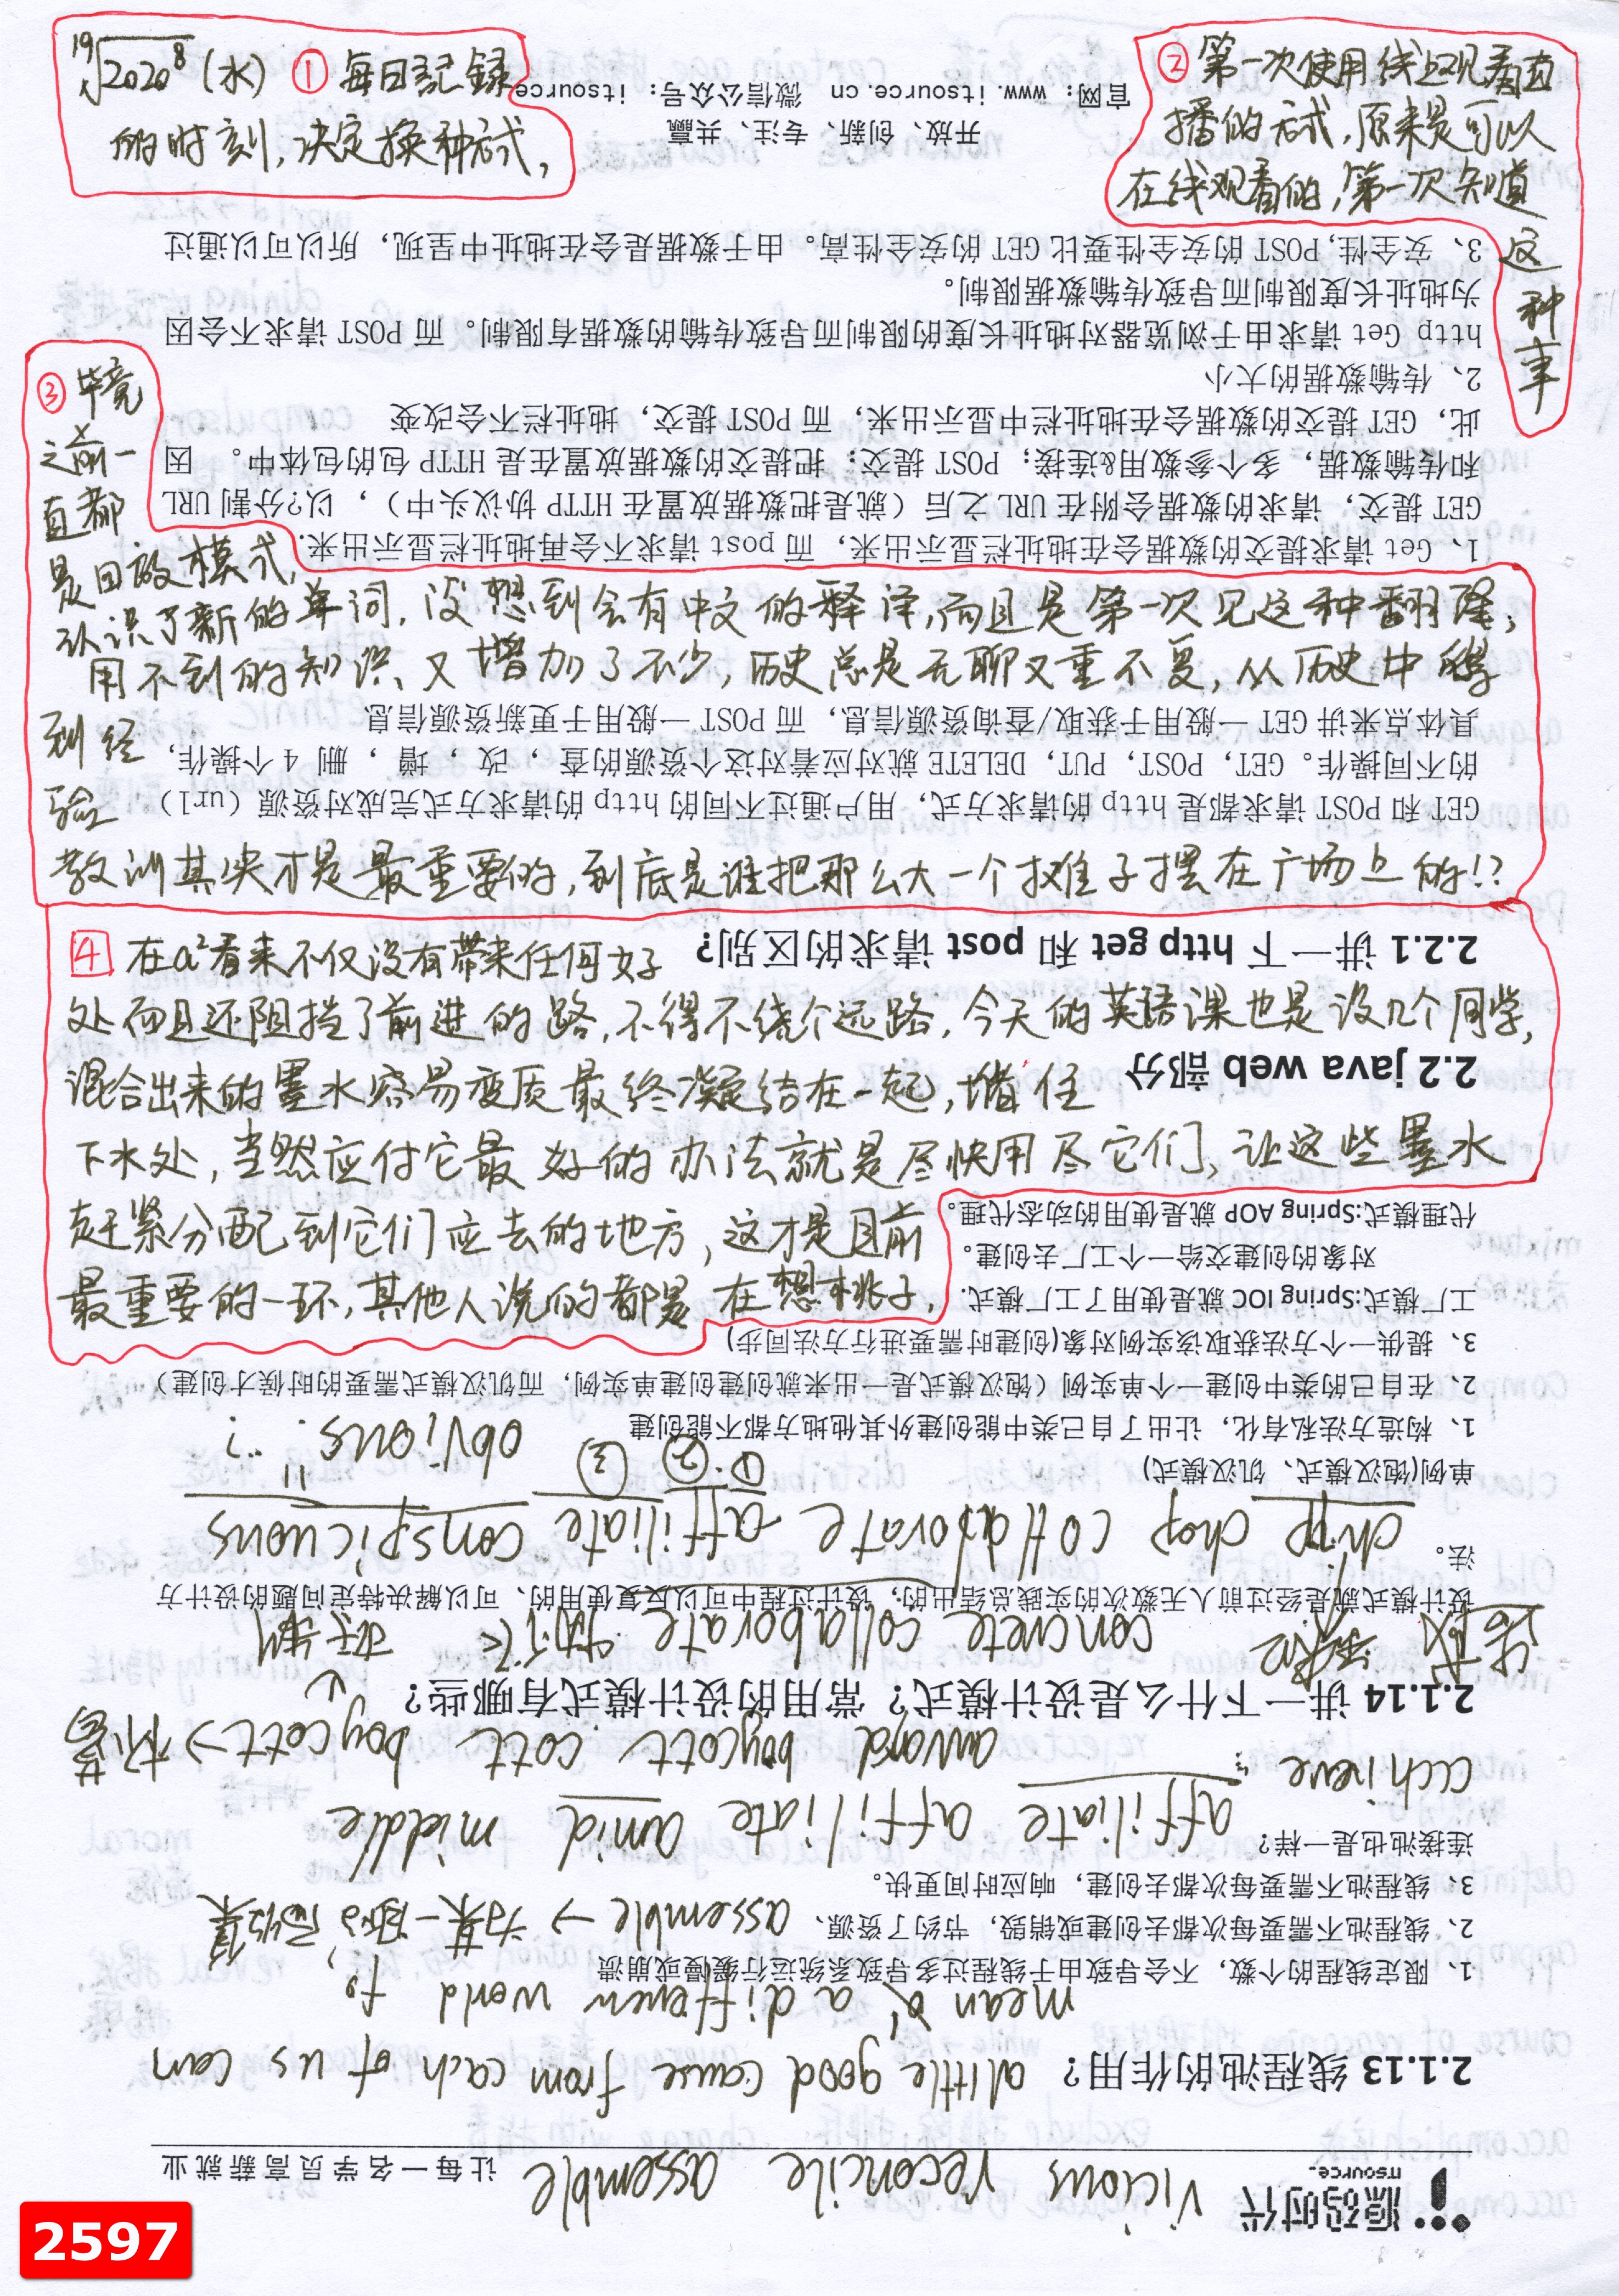 19√2020⁸ (水) ① 每日記録
的时刻,决定换种方式,
② 第一次使用线上观看直
播的方式,原来是可以
在线观看的,第一次知道
这
种
事
③ 毕竟
之前一
直都
是回放模式,
认识了新的单词,没想到会有中文的释译,而且是第一次见这种翻译;
用不到的知识又增加了不少,历史总是无聊又重不复,从历史中得
到经
验
教训其实才是最重要的,到底是谁把那么大一个摊子摆在广场上的!?
4 在a²看来不仅没有带来任何好
处而且还阻挡了前进的路,不得不绕个远路,今天的英语课也是没几个同学,
混合出来的墨水容易变质最终凝结在一起,堵住
下水处,当然应付它最好的办法就是尽快用尽它们,让这些墨水
赶紧分配到它们应去的地方,这才是目前
最重要的一环,其他人说的都是在想桃子,
源码时代
itsource
让每一名学员高薪就业
vicious reconcile assemble
2.1.13 线程池的作用?
a little good cause from each of us can
mean a different world
1、限定线程的个数,不会导致由于线程过多导致系统运行缓慢或崩溃
2、线程池不需要每次都去创建或销毁,节约了资源、
assemble → 为某一目的而收集
3、线程池不需要每次都去创建,响应时间更快。
连接池也是一样?
affiliate affiliate amid middle
achieve award boycott cott boycott → 抵制
2.1.14 讲一下什么是设计模式?常用的设计模式有哪些?
concrete collaborate
设计模式就是经过前人无数次的实践总结出的,设计过程中可以反复使用的、可以解决特定问题的设计方
法。
chop collaborate affiliate conspicuous
① ② ③ obvious
单例(饱汉模式、饥汉模式)
1、构造方法私有化,让出了自己类中能创建外其他地方都不能创建
2、在自己的类中创建一个单实例(饱汉模式是一出来就创建创建单实例,而饥汉模式需要的时候才创建)
3、提供一个方法获取该实例对象(创建时需要进行方法同步)
工厂模式:Spring IOC 就是使用了工厂模式.
对象的创建交给一个工厂去创建。
代理模式:Spring AOP 就是使用的动态代理。
2.2 java web 部分
2.2.1 讲一下 http get 和 post 请求的区别?
GET 和 POST 请求都是 http 的请求方式,用户通过不同的 http 的请求方式完成对资源(url)
的不同操作。GET,POST,PUT,DELETE 就对应着对这个资源的查 ,改 ,增 ,删 4 个操作,
具体点来讲 GET 一般用于获取/查询资源信息,而 POST 一般用于更新资源信息
1、Get 请求提交的数据会在地址栏显示出来,而 post 请求不会再地址栏显示出来.
GET 提交,请求的数据会附在 URL 之后(就是把数据放置在 HTTP 协议头中),以?分割 URL
和传输数据,多个参数用&连接;POST 提交:把提交的数据放置在是 HTTP 包的包体中。 因
此,GET 提交的数据会在地址栏中显示出来,而 POST 提交,地址栏不会改变
2、传输数据的大小
http Get 请求由于浏览器对地址长度的限制而导致传输的数据有限制。而 POST 请求不会因
为地址长度限制而导致传输数据限制。
3、安全性,POST 的安全性要比 GET 的安全性高。由于数据是会在地址中呈现,所以可以通过
开放、创新、专注、共赢
官网:www.itsource.cn 微信公众号:itsource
2597